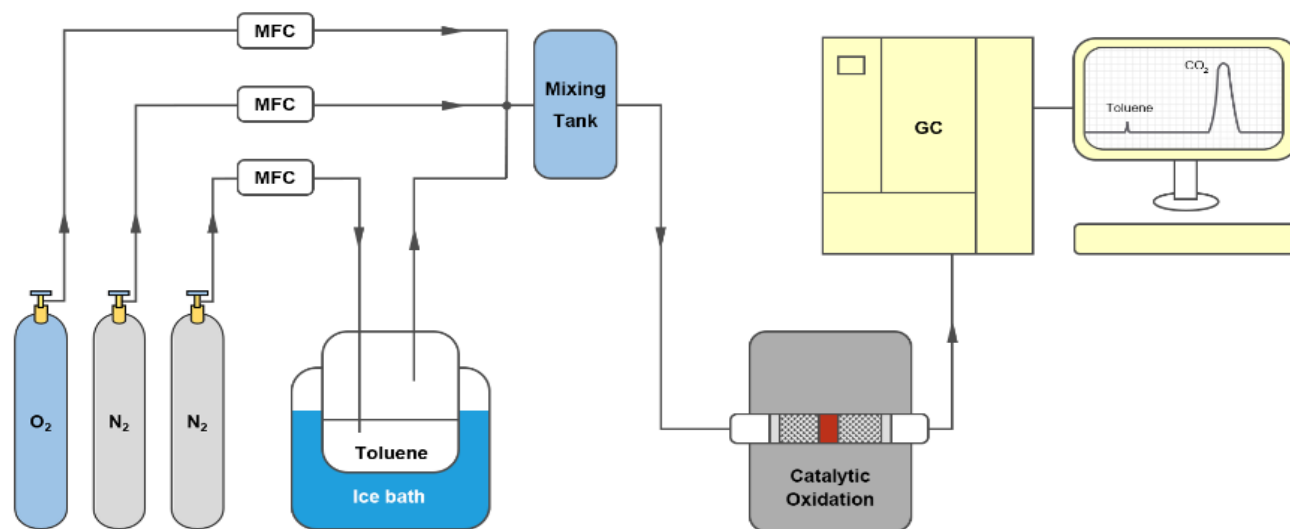 MFC
MFC
MFC
Mixing
Tank
GC
CO₂
Toluene
O₂
N₂
N₂
Toluene
Ice bath
Catalytic
Oxidation